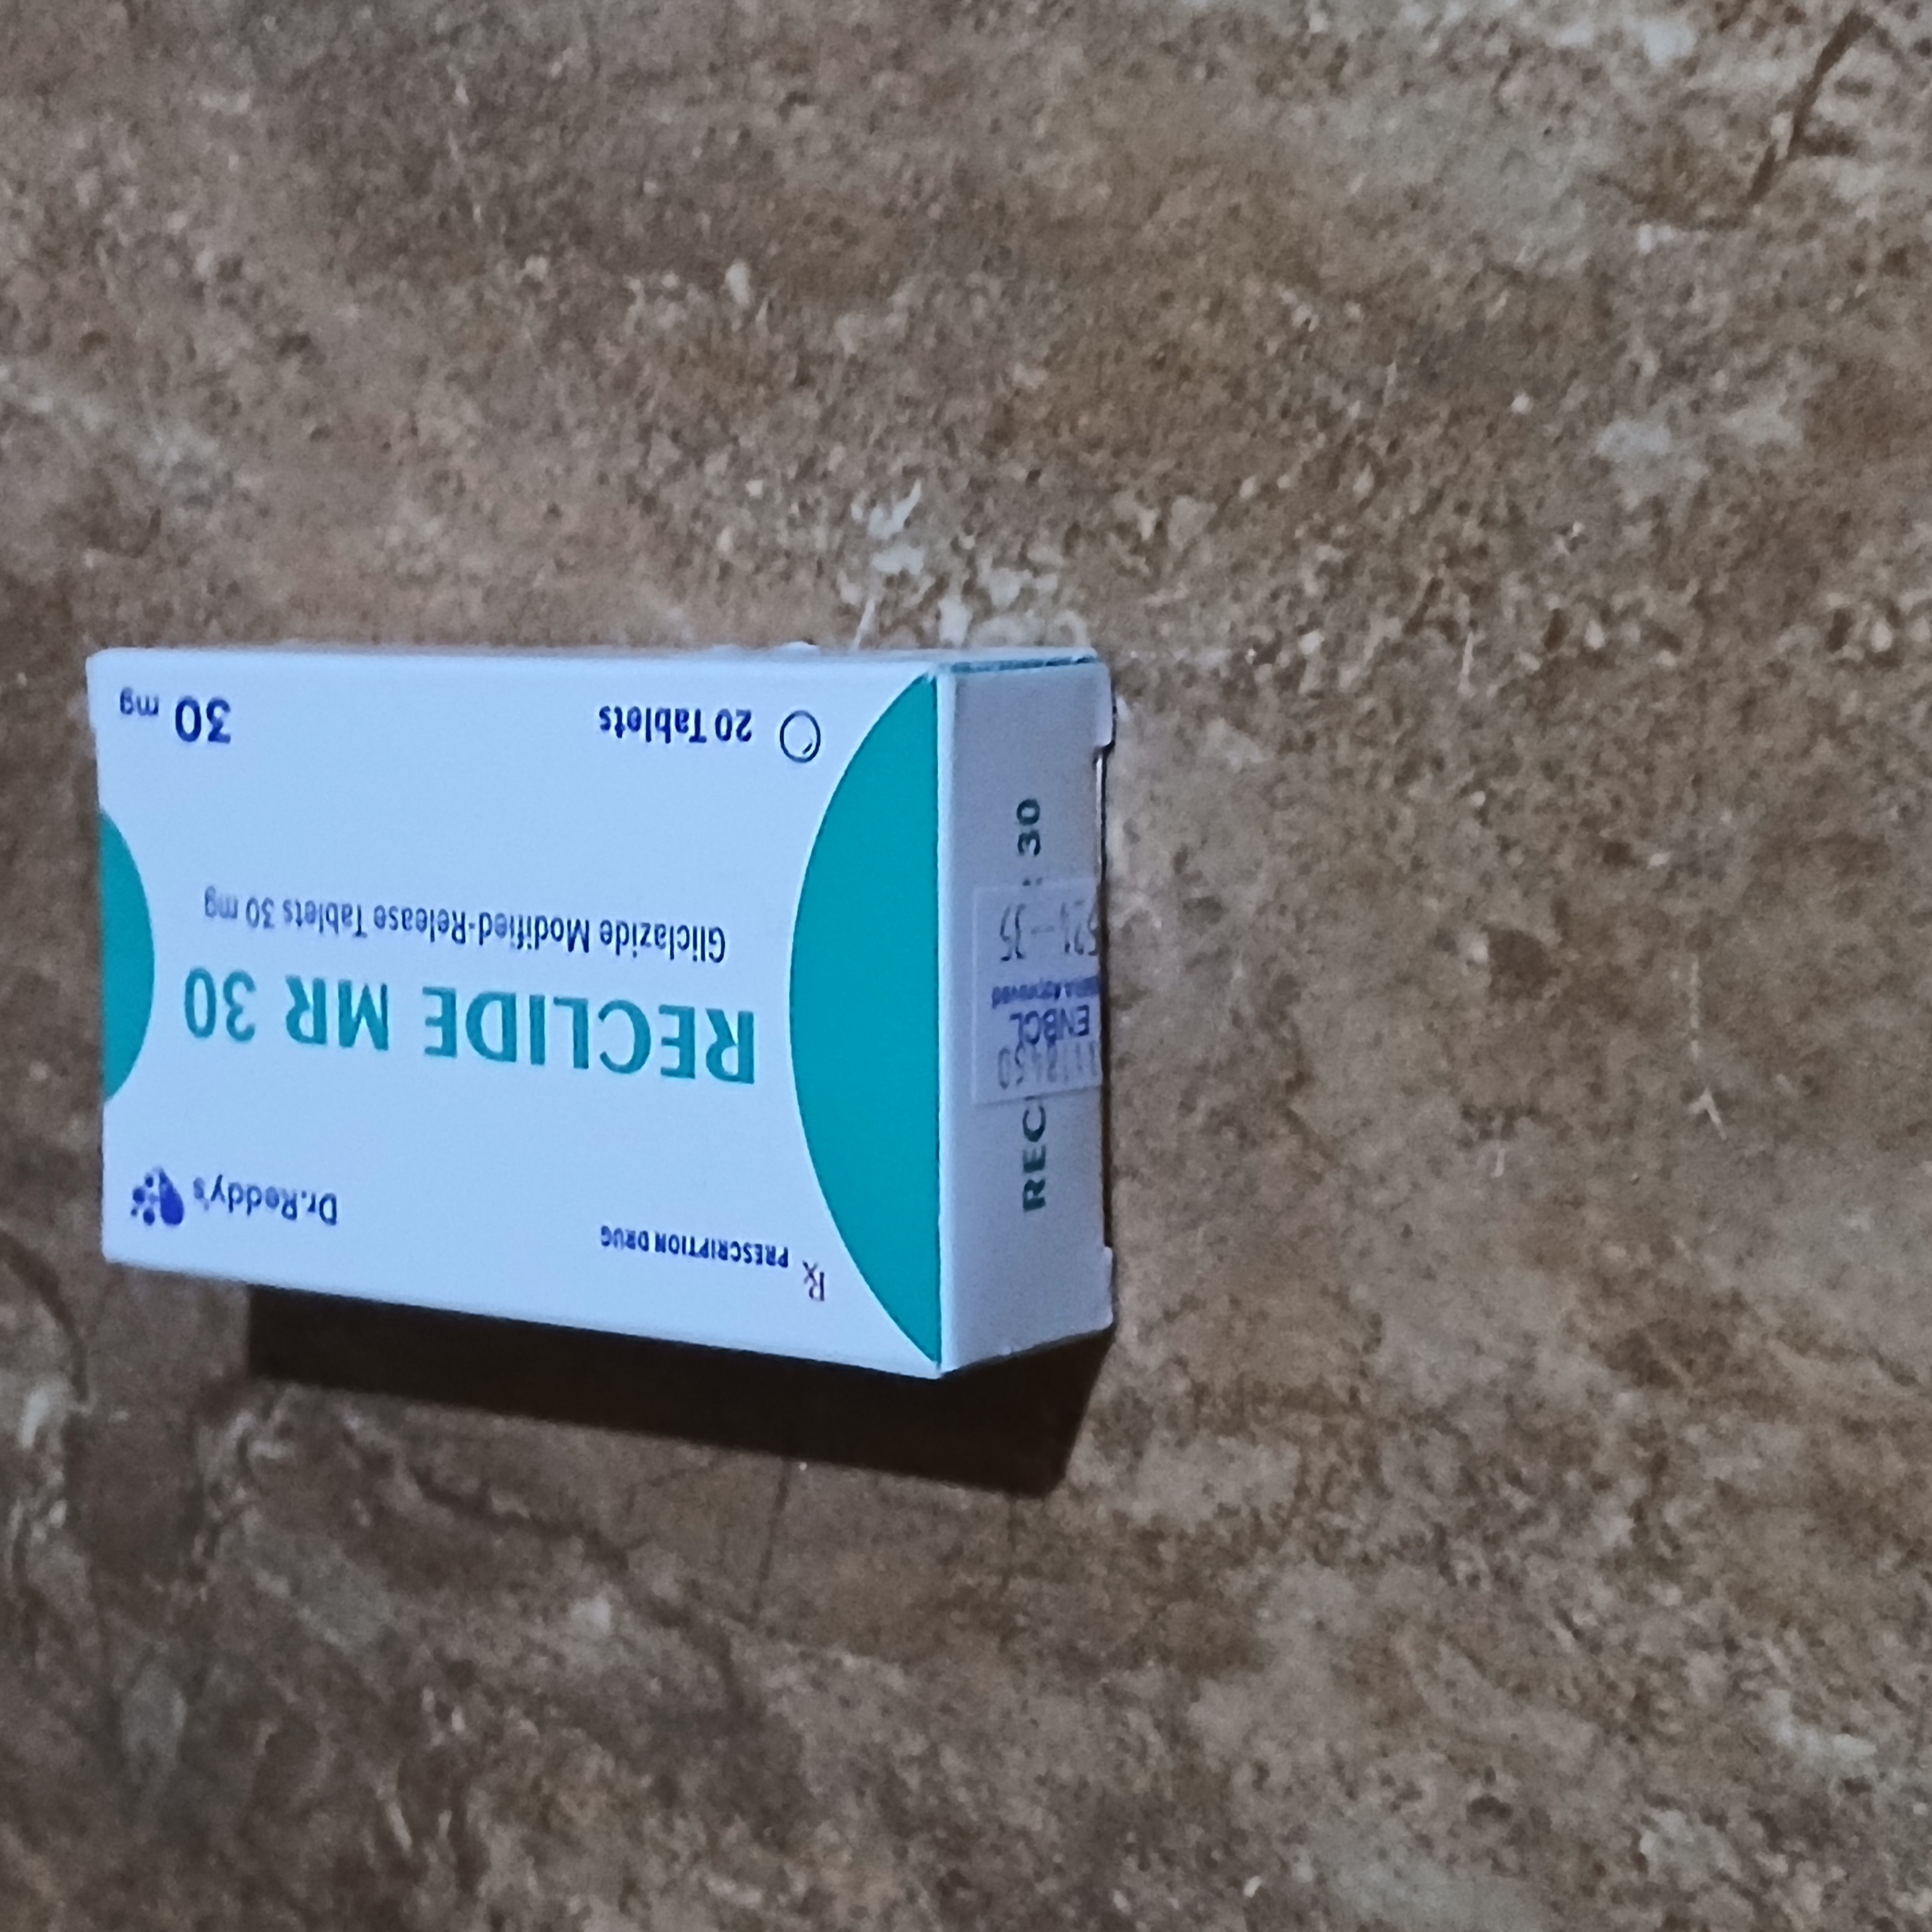 Rx PRESCRIPTION DRUG
Dr.Reddy's
RECLIDE MR 30
Gliclazide Modified-Release Tablets 30 mg
20 Tablets
30 mg
REC
30
ENBCL